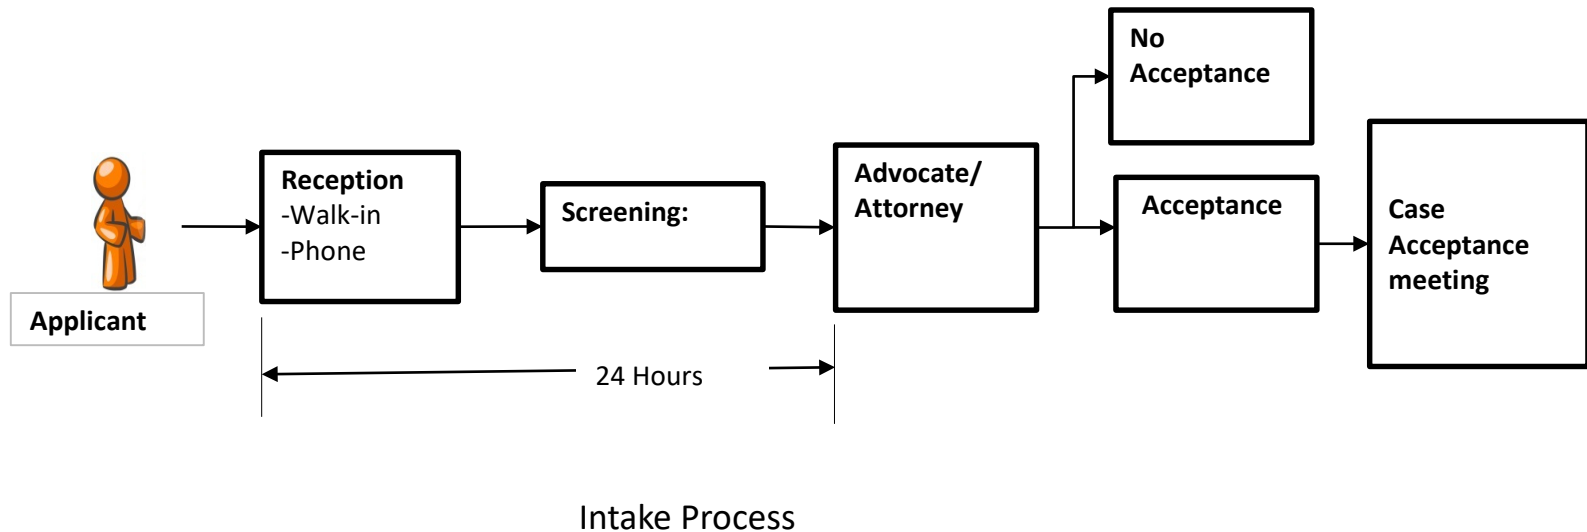 Applicant
Reception
-Walk-in
-Phone
Screening:
Advocate/
Attorney
No
Acceptance
Acceptance
Case
Acceptance
meeting
24 Hours
Intake Process